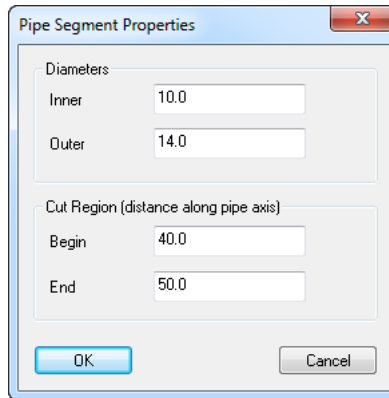 Pipe Segment Properties
Diameters
Inner 10.0
Outer 14.0
Cut Region (distance along pipe axis)
Begin 40.0
End 50.0
OK Cancel